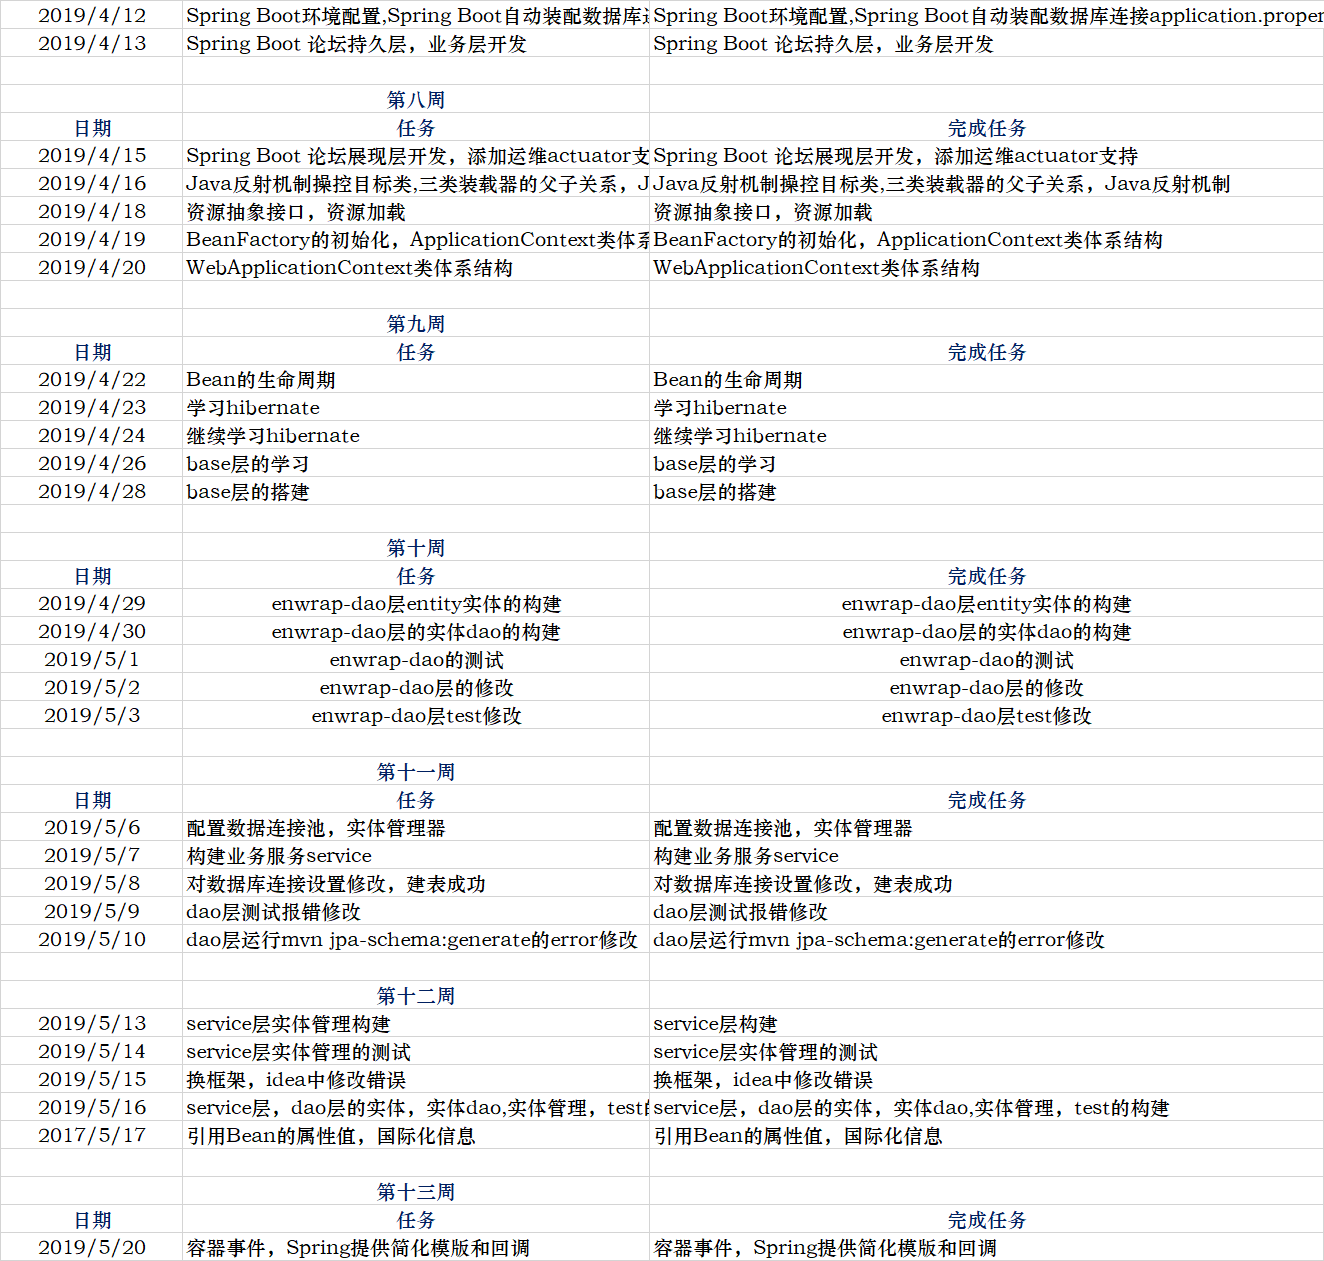 2019/4/12 Spring Boot环境配置,Spring Boot自动装配数据库 Spring Boot环境配置,Spring Boot自动装配数据库连接application.proper
2019/4/13 Spring Boot 论坛持久层，业务层开发 Spring Boot 论坛持久层，业务层开发
第八周
日期 任务 完成任务
2019/4/15 Spring Boot 论坛展现层开发，添加运维actuator支 Spring Boot 论坛展现层开发，添加运维actuator支持
2019/4/16 Java反射机制操控目标类,三类装载器的父子关系，J Java反射机制操控目标类,三类装载器的父子关系，Java反射机制
2019/4/18 资源抽象接口，资源加载 资源抽象接口，资源加载
2019/4/19 BeanFactory的初始化，ApplicationContext类体系 BeanFactory的初始化，ApplicationContext类体系结构
2019/4/20 WebApplicationContext类体系结构 WebApplicationContext类体系结构
第九周
日期 任务 完成任务
2019/4/22 Bean的生命周期 Bean的生命周期
2019/4/23 学习hibernate 学习hibernate
2019/4/24 继续学习hibernate 继续学习hibernate
2019/4/26 base层的学习 base层的学习
2019/4/28 base层的搭建 base层的搭建
第十周
日期 任务 完成任务
2019/4/29 enwrap-dao层entity实体的构建 enwrap-dao层entity实体的构建
2019/4/30 enwrap-dao层的实体dao的构建 enwrap-dao层的实体dao的构建
2019/5/1 enwrap-dao的测试 enwrap-dao的测试
2019/5/2 enwrap-dao层的修改 enwrap-dao层的修改
2019/5/3 enwrap-dao层test修改 enwrap-dao层test修改
第十一周
日期 任务 完成任务
2019/5/6 配置数据连接池，实体管理器 配置数据连接池，实体管理器
2019/5/7 构建业务服务service 构建业务服务service
2019/5/8 对数据库连接设置修改，建表成功 对数据库连接设置修改，建表成功
2019/5/9 dao层测试报错修改 dao层测试报错修改
2019/5/10 dao层运行mvn jpa-schema:generate的error修改 dao层运行mvn jpa-schema:generate的error修改
第十二周
2019/5/13 service层实体管理构建 service层构建
2019/5/14 service层实体管理的测试 service层实体管理的测试
2019/5/15 换框架，idea中修改错误 换框架，idea中修改错误
2019/5/16 service层，dao层的实体，实体dao,实体管理，test service层，dao层的实体，实体dao,实体管理，test的构建
2017/5/17 引用Bean的属性值，国际化信息 引用Bean的属性值，国际化信息
第十三周
日期 任务 完成任务
2019/5/20 容器事件，Spring提供简化模版和回调 容器事件，Spring提供简化模版和回调